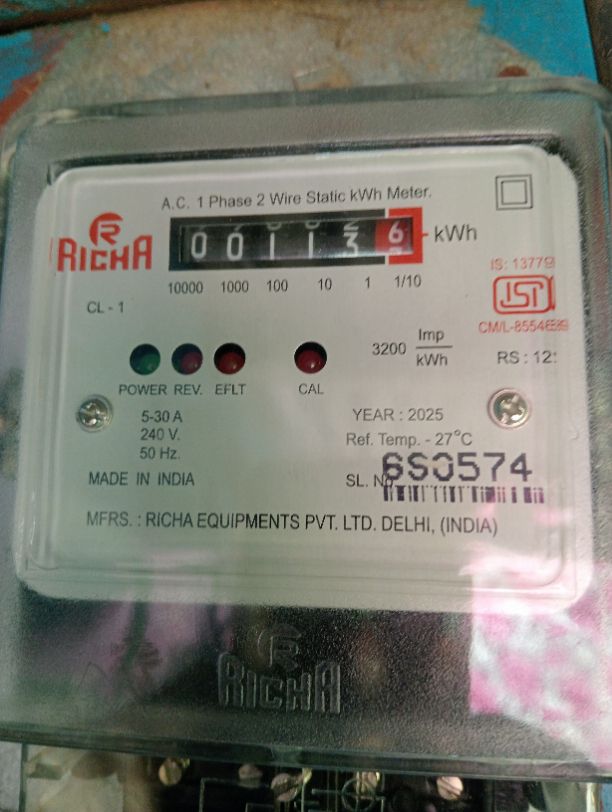 A.C. 1 Phase 2 Wire Static kWh Meter.
RICHA
0 0 1 1 3 6 kWh
10000 1000 100 10 1 1/10
IS: 13779
ISI
CL - 1
3200 Imp/kWh
RS : 12:
POWER REV. EFLT CAL
5-30 A
240 V.
50 Hz.
YEAR : 2025
Ref. Temp. - 27°C
MADE IN INDIA
SL. No 6S0574
MFRS. : RICHA EQUIPMENTS PVT. LTD. DELHI, (INDIA)
RICHA